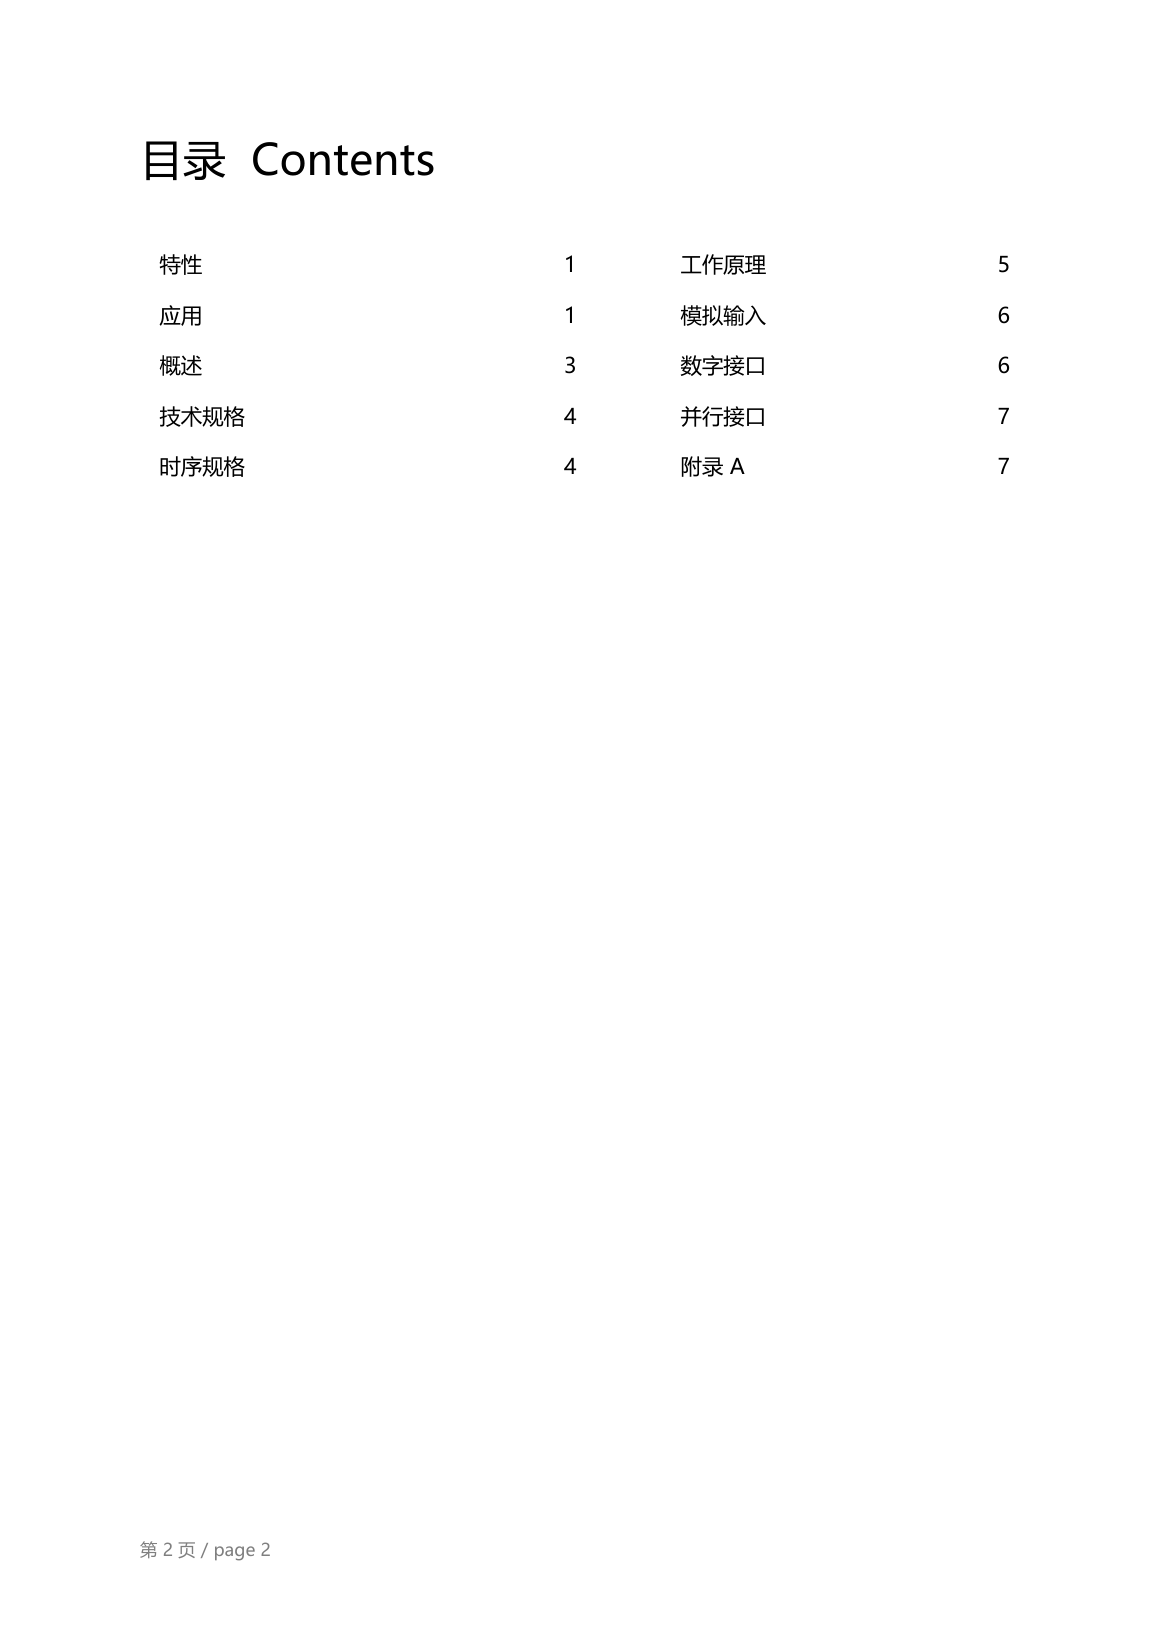 目录 Contents
特性 1
应用 1
概述 3
技术规格 4
时序规格 4
工作原理 5
模拟输入 6
数字接口 6
并行接口 7
附录 A 7
第 2 页 / page 2